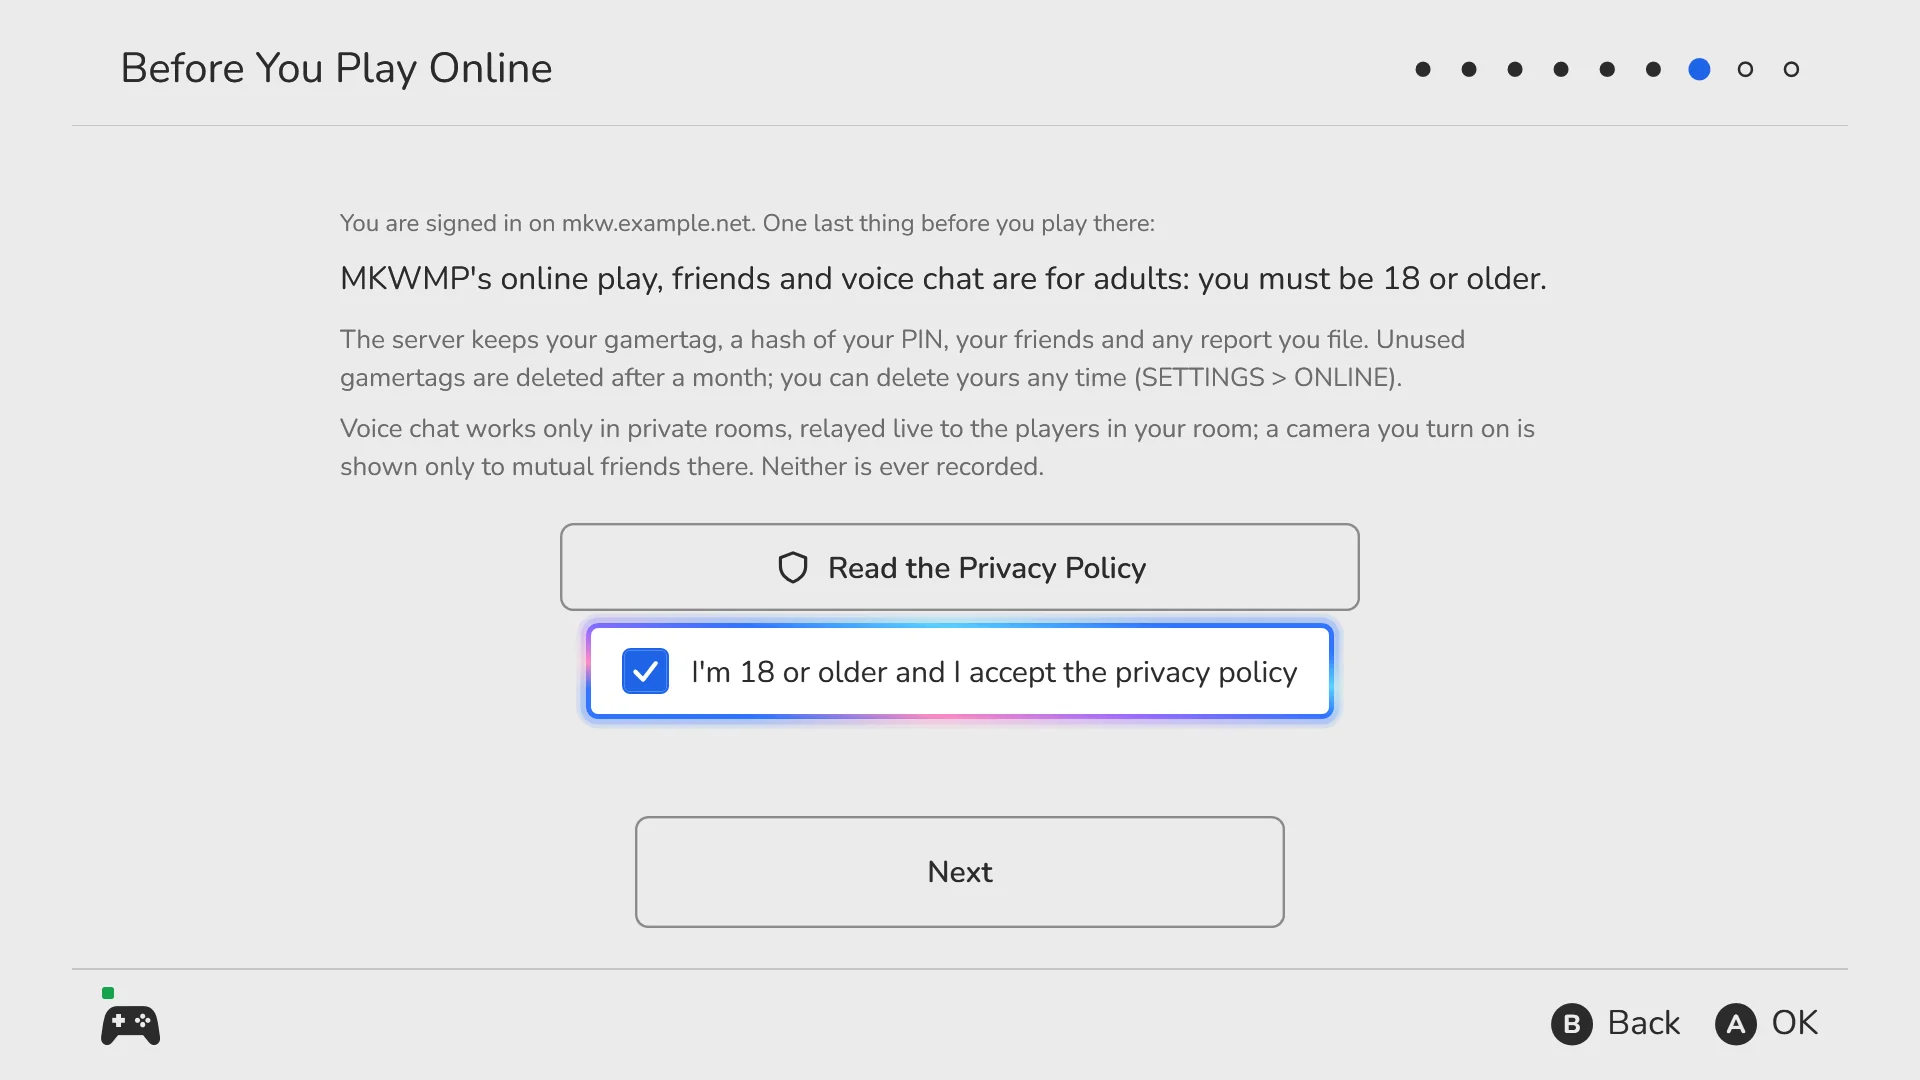 Before You Play Online
You are signed in on mkw.example.net. One last thing before you play there:
MKWMP's online play, friends and voice chat are for adults: you must be 18 or older.
The server keeps your gamertag, a hash of your PIN, your friends and any report you file. Unused
gamertags are deleted after a month; you can delete yours any time (SETTINGS > ONLINE).
Voice chat works only in private rooms, relayed live to the players in your room; a camera you turn on is
shown only to mutual friends there. Neither is ever recorded.
Read the Privacy Policy
I'm 18 or older and I accept the privacy policy
Next
B Back A OK